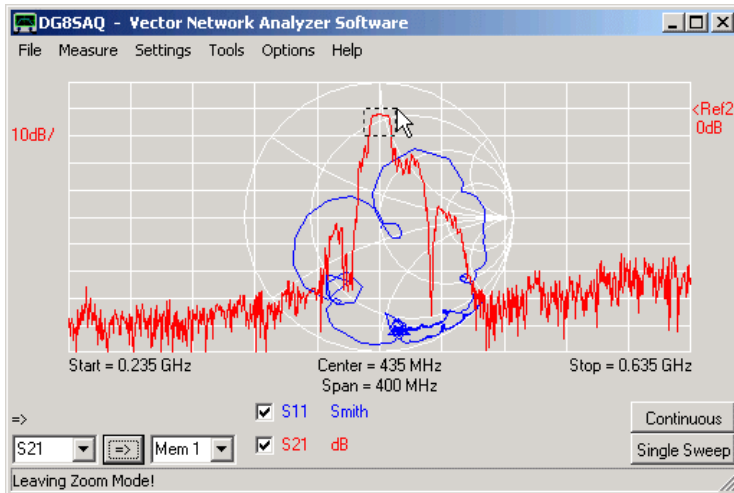 DG8SAQ - Vector Network Analyzer Software
File Measure Settings Tools Options Help
10dB/
<Ref2
0dB
Start = 0.235 GHz
Center = 435 MHz
Span = 400 MHz
Stop = 0.635 GHz
=>
S11 Smith
Continuous
S21
=>
Mem 1
S21 dB
Single Sweep
Leaving Zoom Mode!